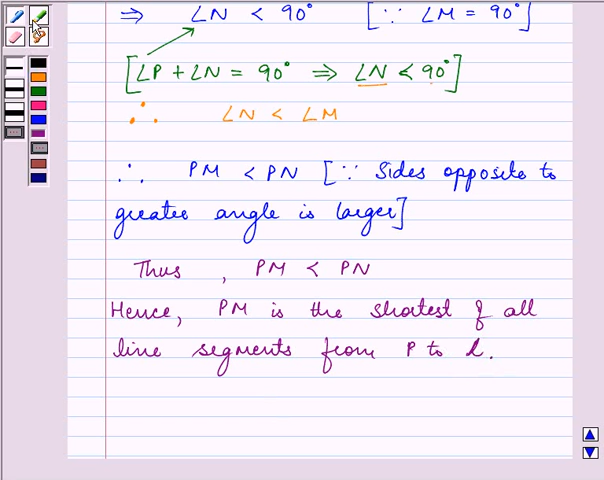 ⇒ ∠N < 90° [∵ ∠M = 90°]
[∠P + ∠N = 90° ⇒ ∠N < 90°]
∴ ∠N < ∠M
∴ PM < PN [∵ Sides opposite to
greater angle is larger]
Thus , PM < PN
Hence, PM is the shortest of all
line segments from P to l.